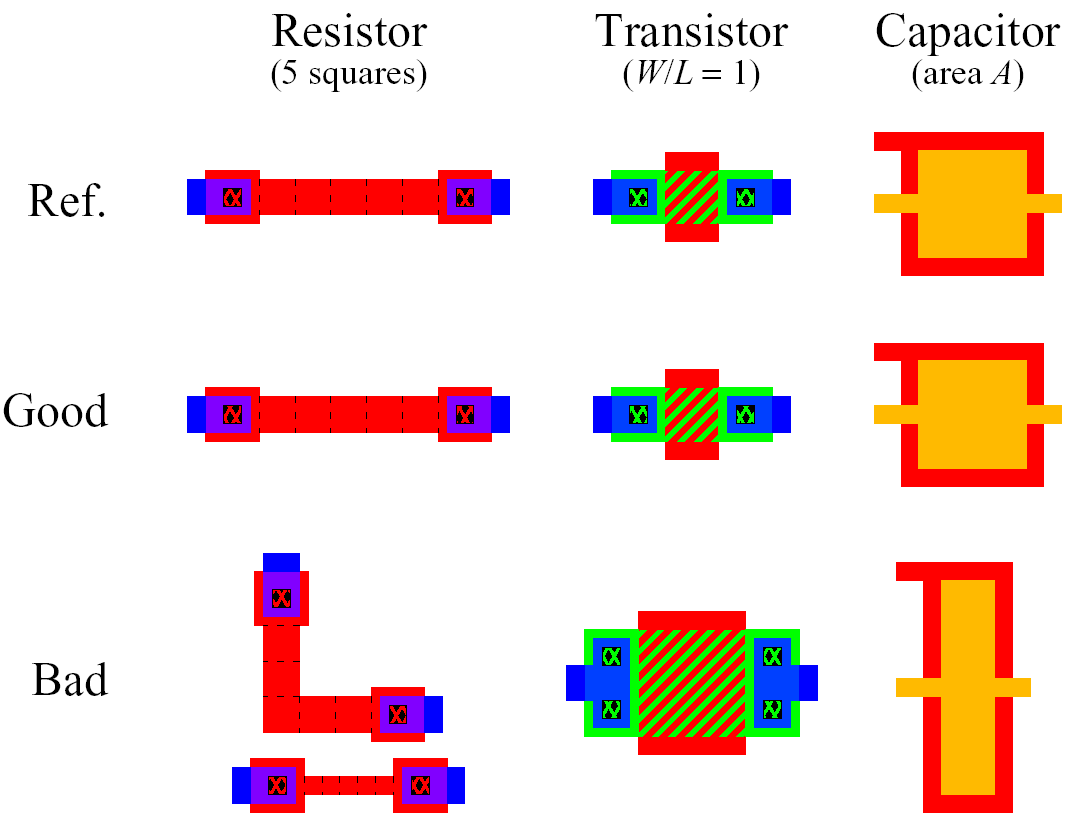 Resistor
(5 squares)
Transistor
(W/L = 1)
Capacitor
(area A)
Ref.
Good
Bad